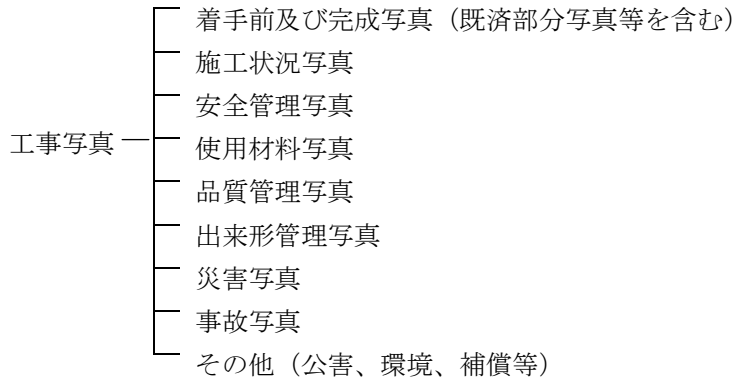 着手前及び完成写真（既済部分写真等を含む）
施工状況写真
安全管理写真
工事写真
使用材料写真
品質管理写真
出来形管理写真
災害写真
事故写真
その他（公害、環境、補償等）